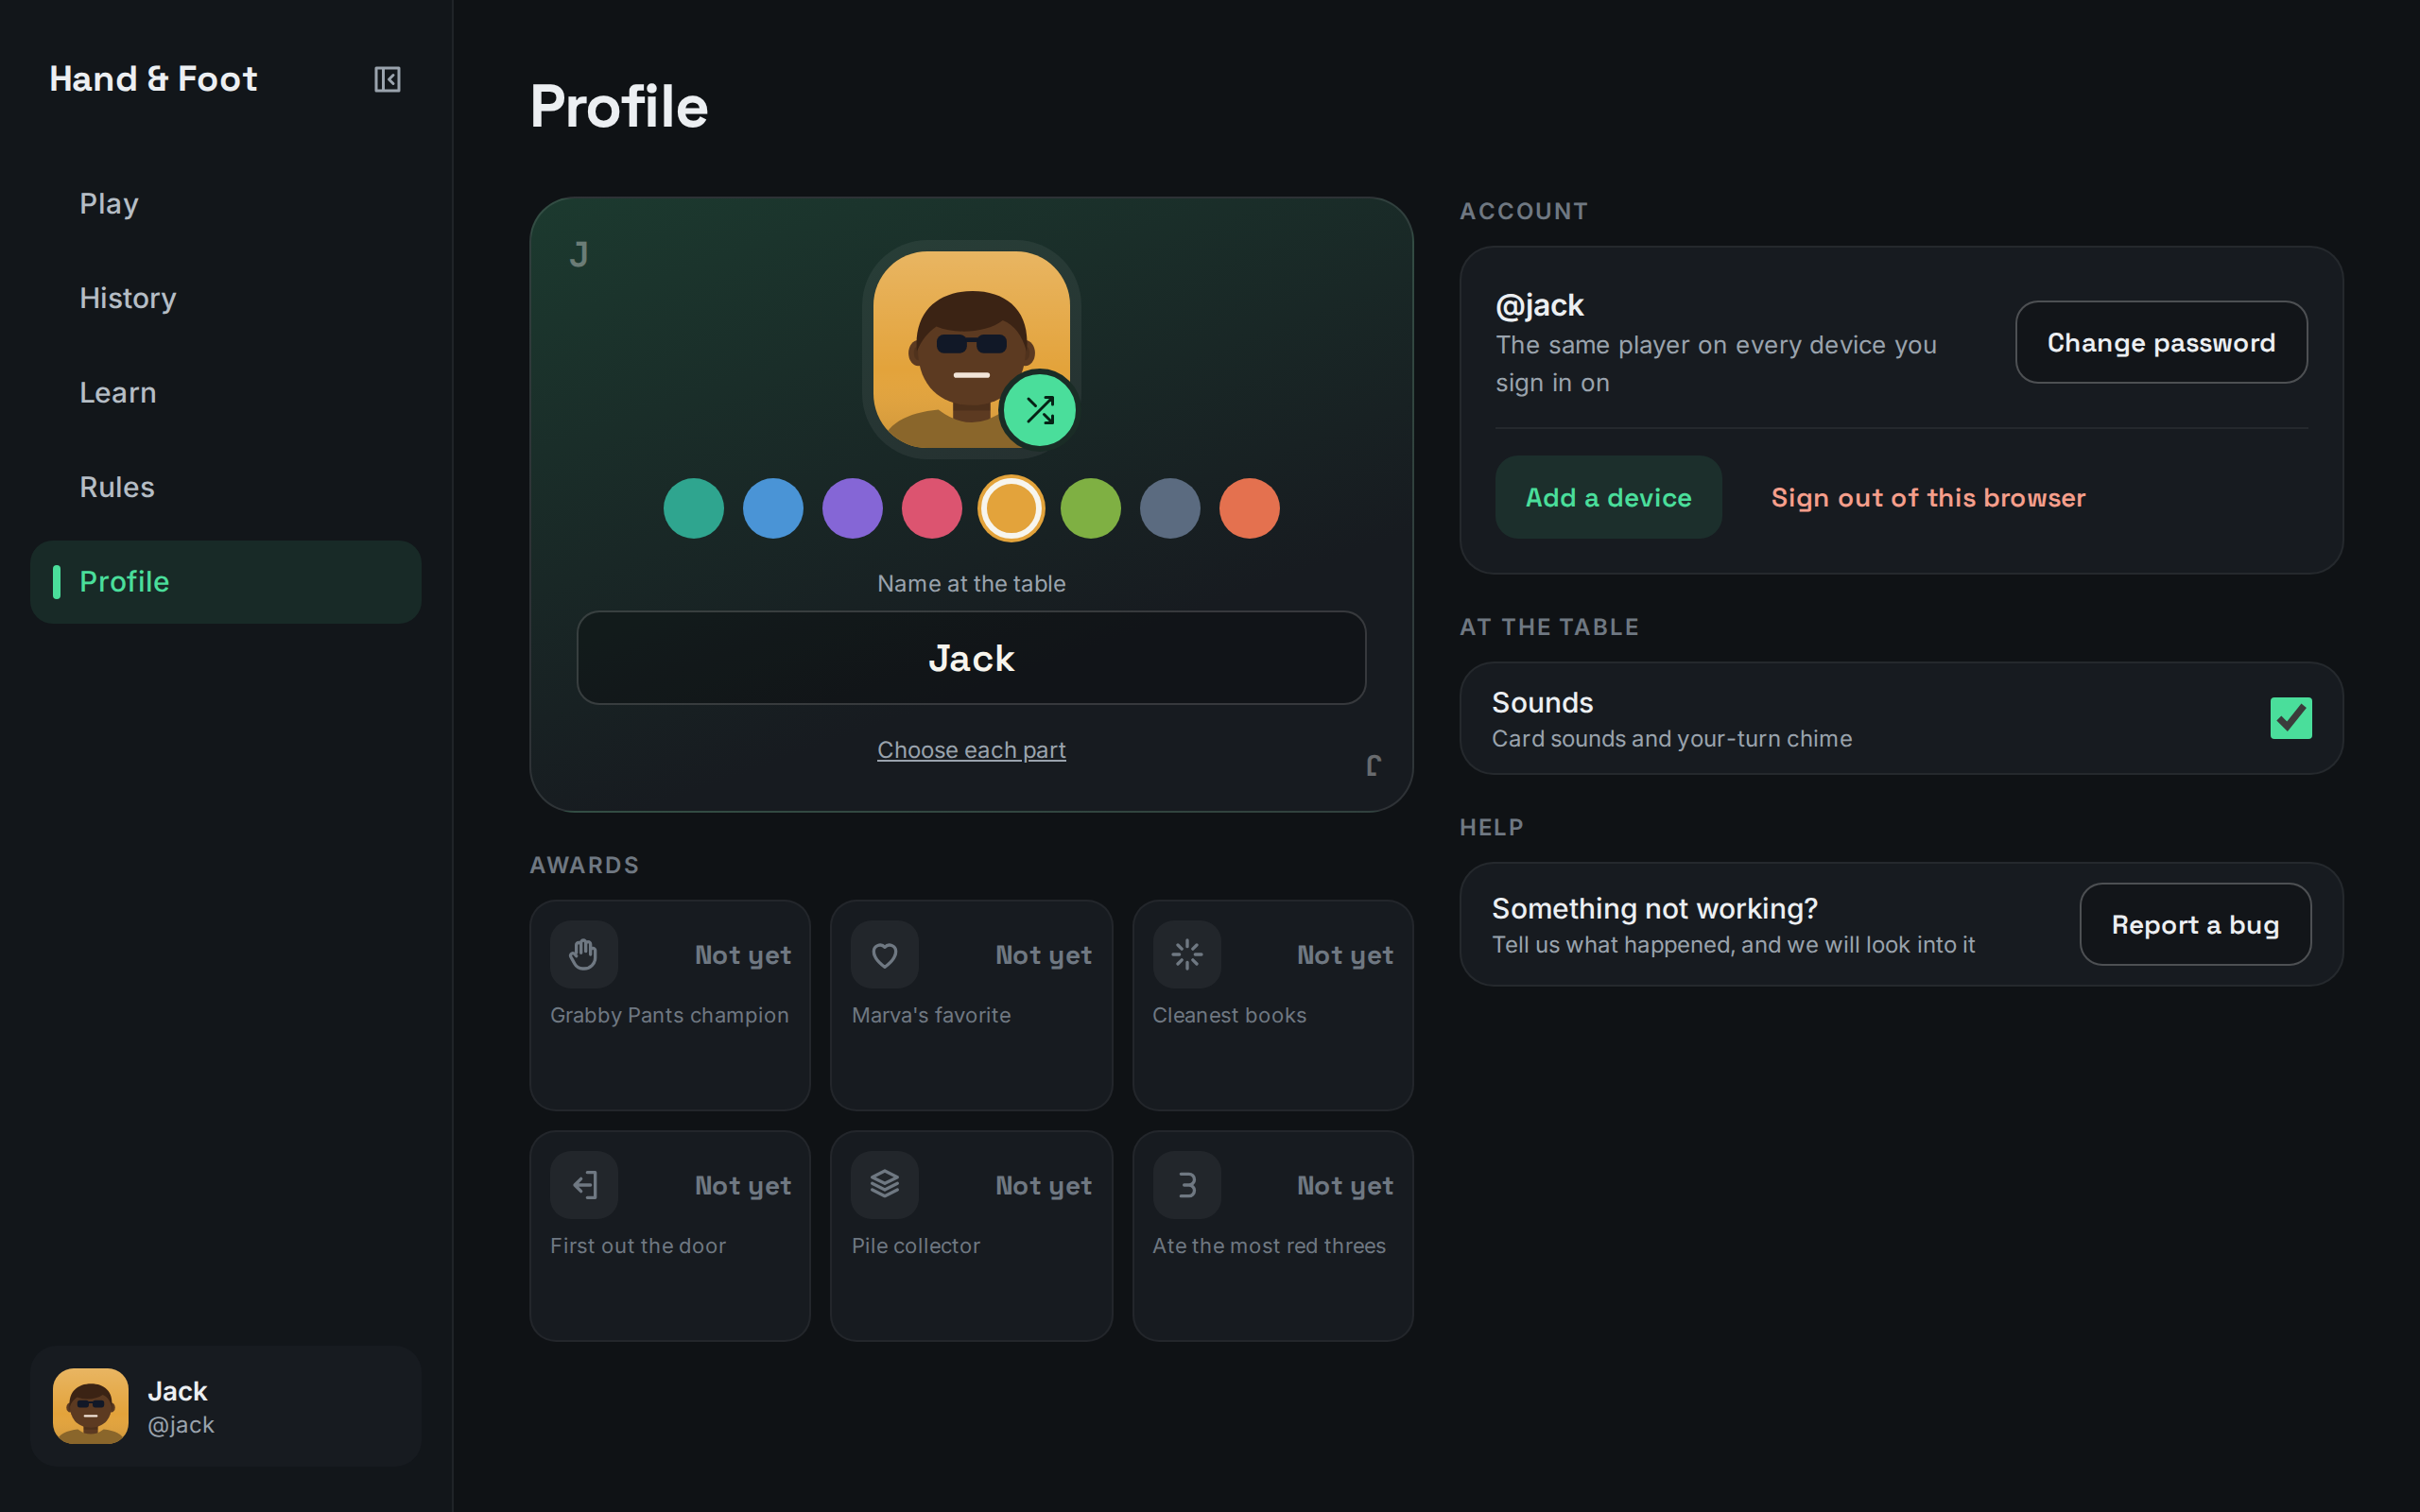 Hand & Foot
Play
History
Learn
Rules
Profile
Jack
@jack
Profile
J
Name at the table
Jack
Choose each part
J
AWARDS
Not yet
Grabby Pants champion
Not yet
Marva's favorite
Not yet
Cleanest books
Not yet
First out the door
Not yet
Pile collector
3
Not yet
Ate the most red threes
ACCOUNT
@jack
The same player on every device you
sign in on
Change password
Add a device
Sign out of this browser
AT THE TABLE
Sounds
Card sounds and your-turn chime
HELP
Something not working?
Tell us what happened, and we will look into it
Report a bug